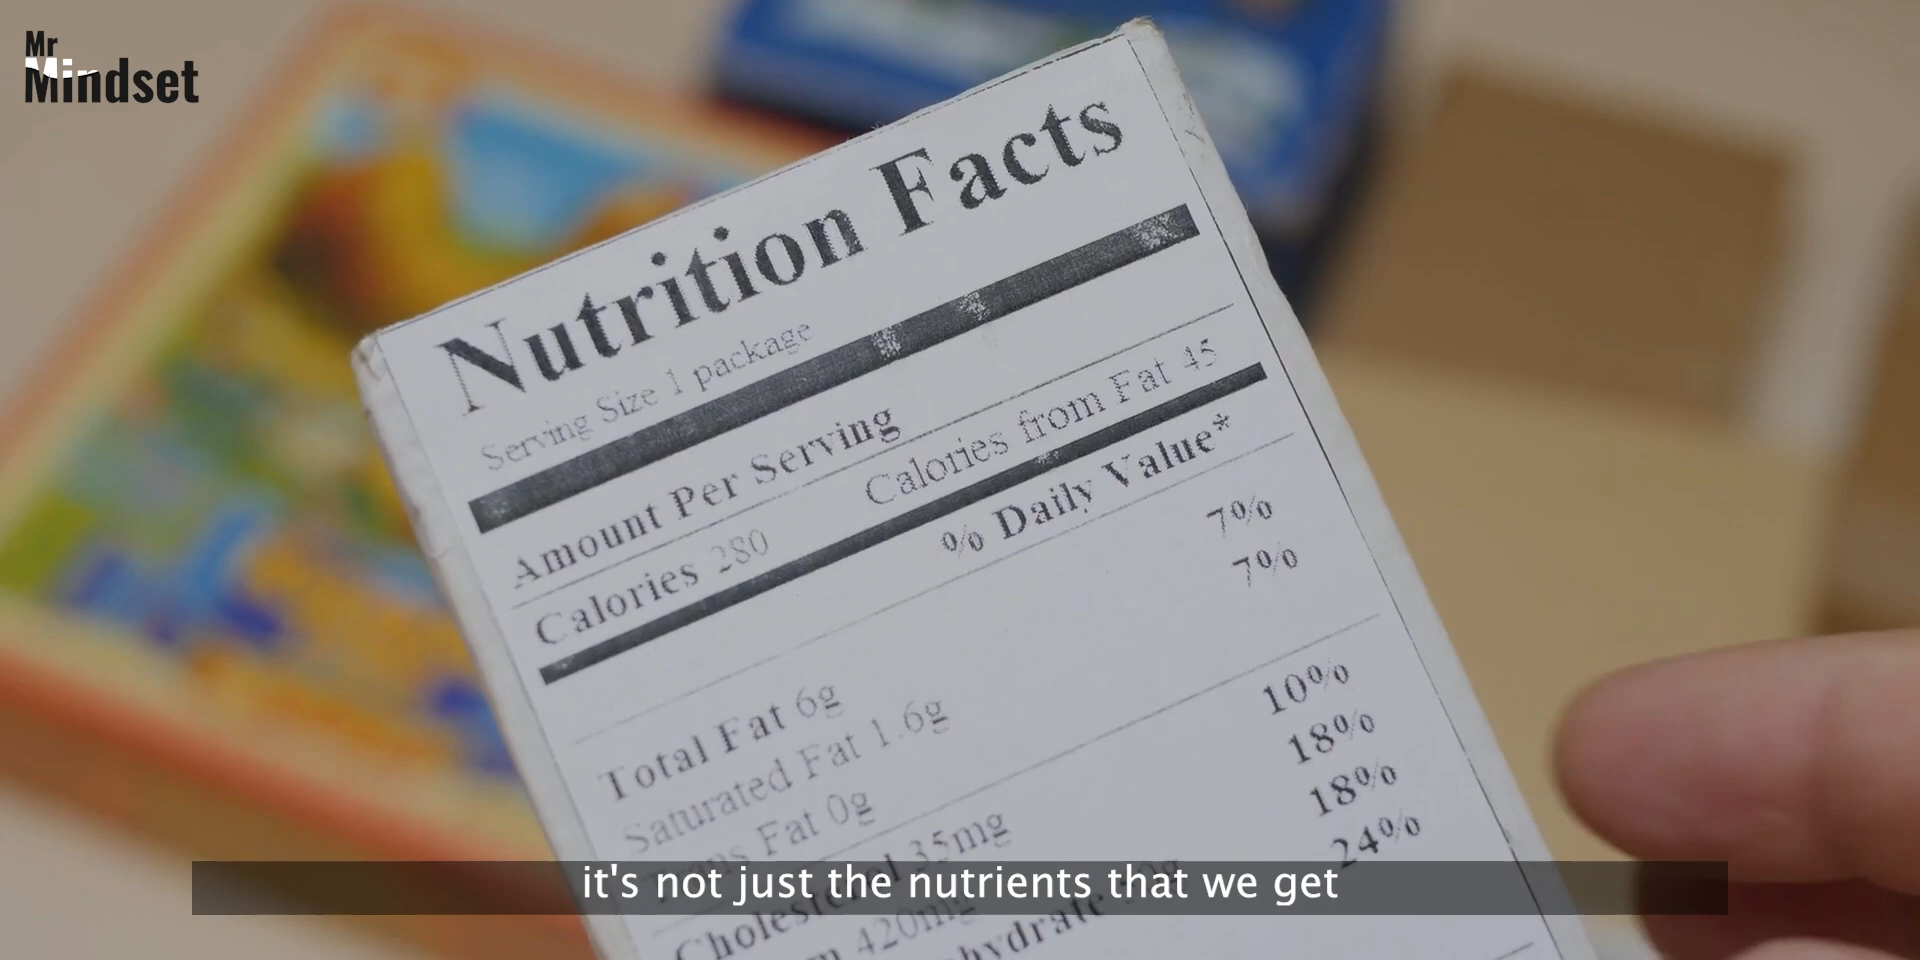 Mr
Mindset
Nutrition Facts
Serving Size 1 package
Amount Per Serving
Calories 280 Calories from Fat 45
% Daily Value*
Total Fat 6g 7%
Saturated Fat 1.6g 7%
Fat 0g
Cholesterol 35mg 10%
420mg 18%
18%
24%
it's not just the nutrients that we get